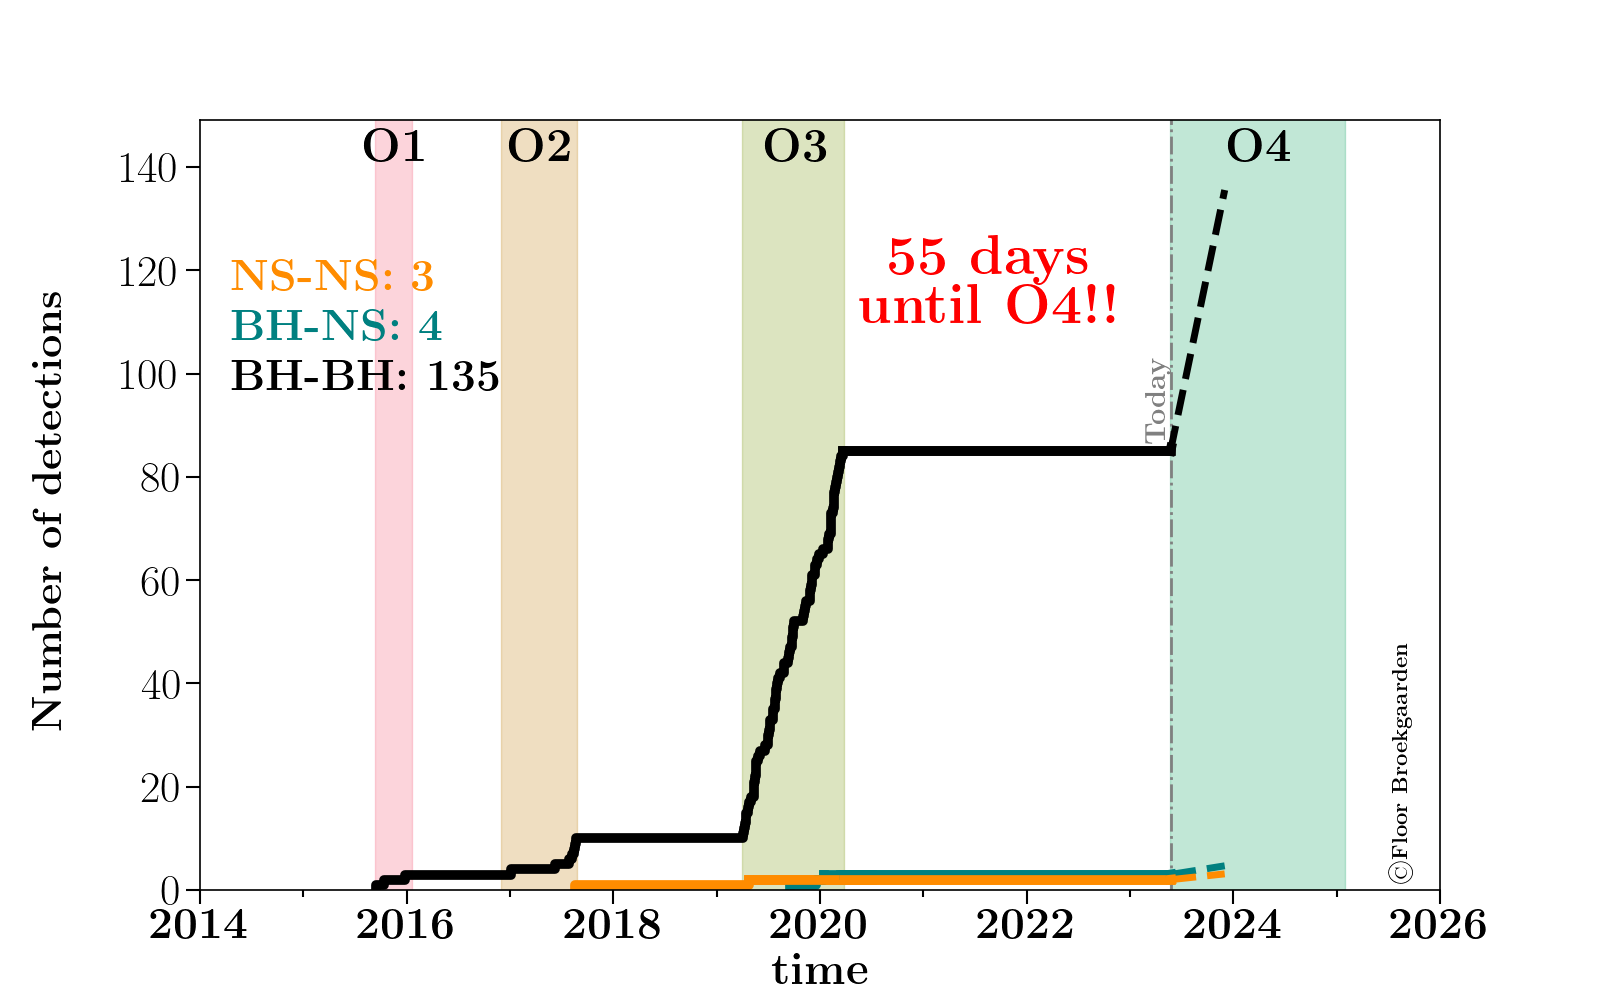 O1 O2 O3 O4
140
120
100
80
60
40
20
0
NS-NS: 3
BH-NS: 4
BH-BH: 135
55 days
until O4!!
Today
©Floor Broekgaarden
Number of detections
2014 2016 2018 2020 2022 2024 2026
time